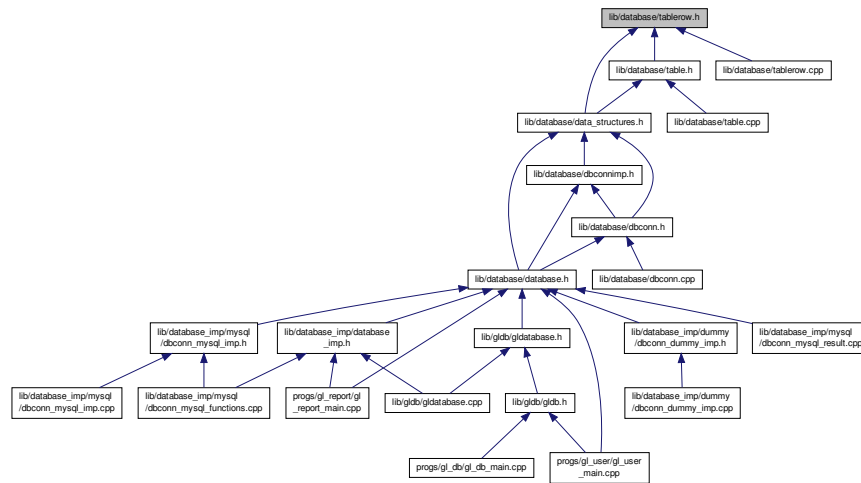 lib/database/tablerow.h
lib/database/table.h
lib/database/tablerow.cpp
lib/database/data_structures.h
lib/database/table.cpp
lib/database/dbconnimp.h
lib/database/dbconn.h
lib/database/database.h
lib/database/dbconn.cpp
lib/database_imp/mysql
/dbconn_mysql_imp.h
lib/database_imp/database
_imp.h
lib/gldb/gldatabase.h
lib/database_imp/dummy
/dbconn_dummy_imp.h
lib/database_imp/mysql
/dbconn_mysql_result.cpp
lib/database_imp/mysql
/dbconn_mysql_imp.cpp
lib/database_imp/mysql
/dbconn_mysql_functions.cpp
progs/gl_report/gl
_report_main.cpp
lib/gldb/gldatabase.cpp
lib/gldb/gldb.h
lib/database_imp/dummy
/dbconn_dummy_imp.cpp
progs/gl_db/gl_db_main.cpp
progs/gl_user/gl_user
_main.cpp